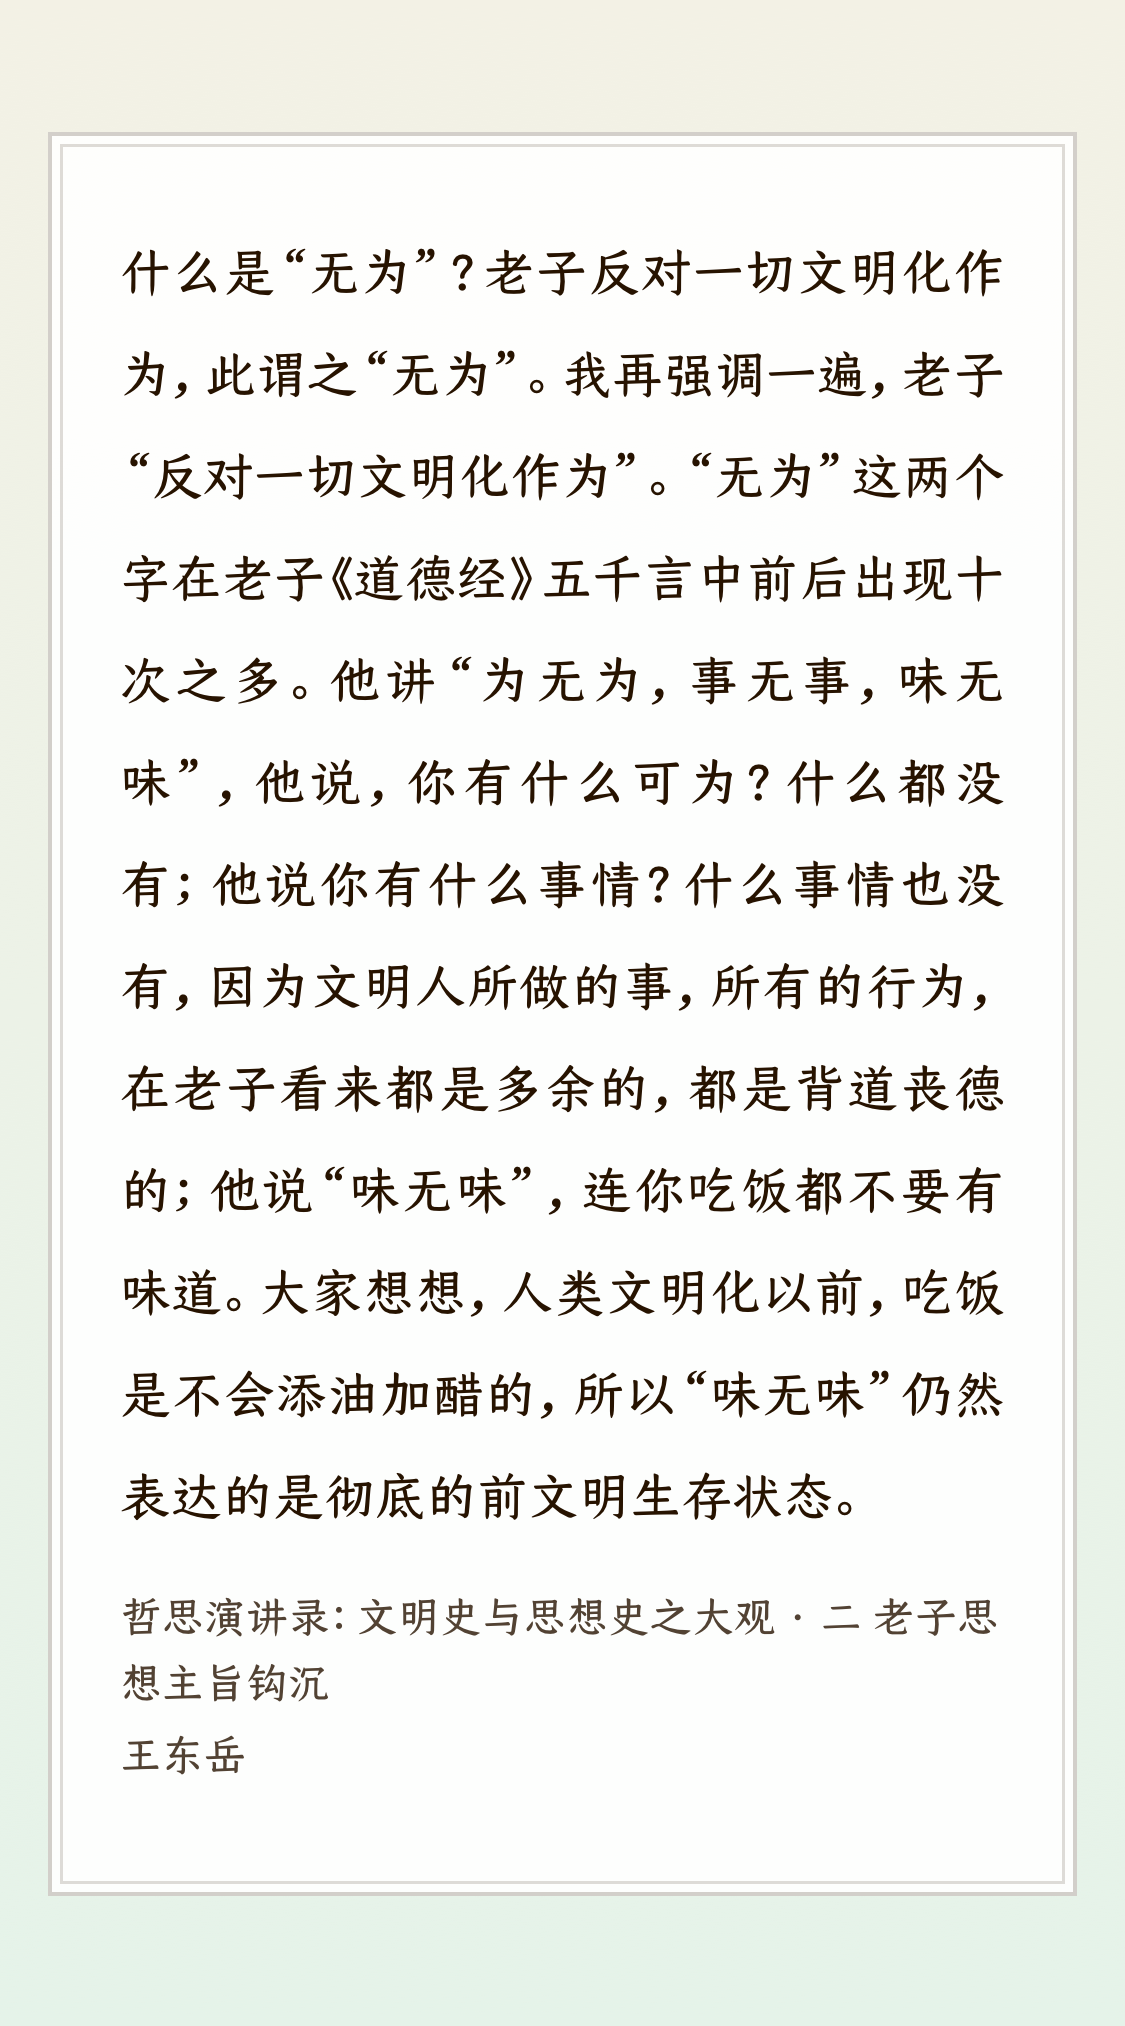 什么是“无为”?老子反对一切文明化作
为,此谓之“无为”。我再强调一遍,老子
“反对一切文明化作为”。“无为”这两个
字在老子《道德经》五千言中前后出现十
次之多。他讲“为无为,事无事,味无
味”,他说,你有什么可为?什么都没
有;他说你有什么事情?什么事情也没
有,因为文明人所做的事,所有的行为,
在老子看来都是多余的,都是背道丧德
的;他说“味无味”,连你吃饭都不要有
味道。大家想想,人类文明化以前,吃饭
是不会添油加醋的,所以“味无味”仍然
表达的是彻底的前文明生存状态。
哲思演讲录:文明史与思想史之大观 · 二 老子思
想主旨钩沉
王东岳